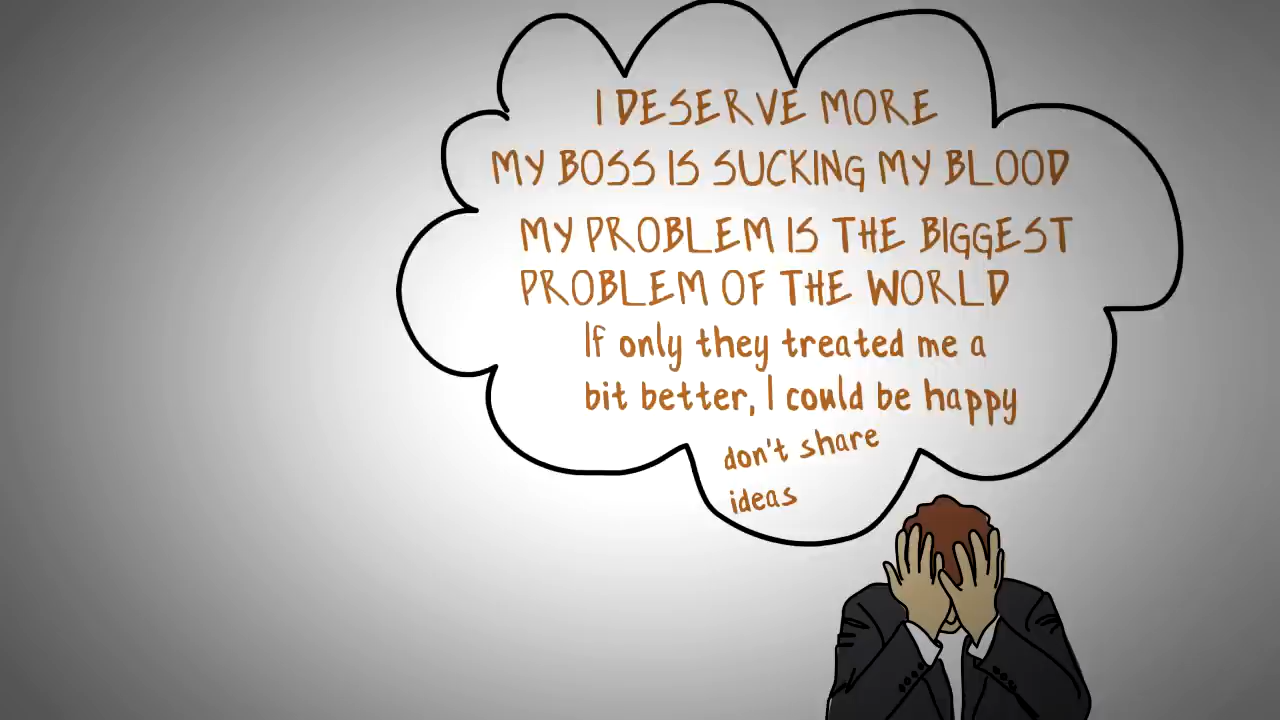 I DESERVE MORE
MY BOSS IS SUCKING MY BLOOD
MY PROBLEM IS THE BIGGEST
PROBLEM OF THE WORLD
If only they treated me a
bit better, I could be happy
don't share
ideas